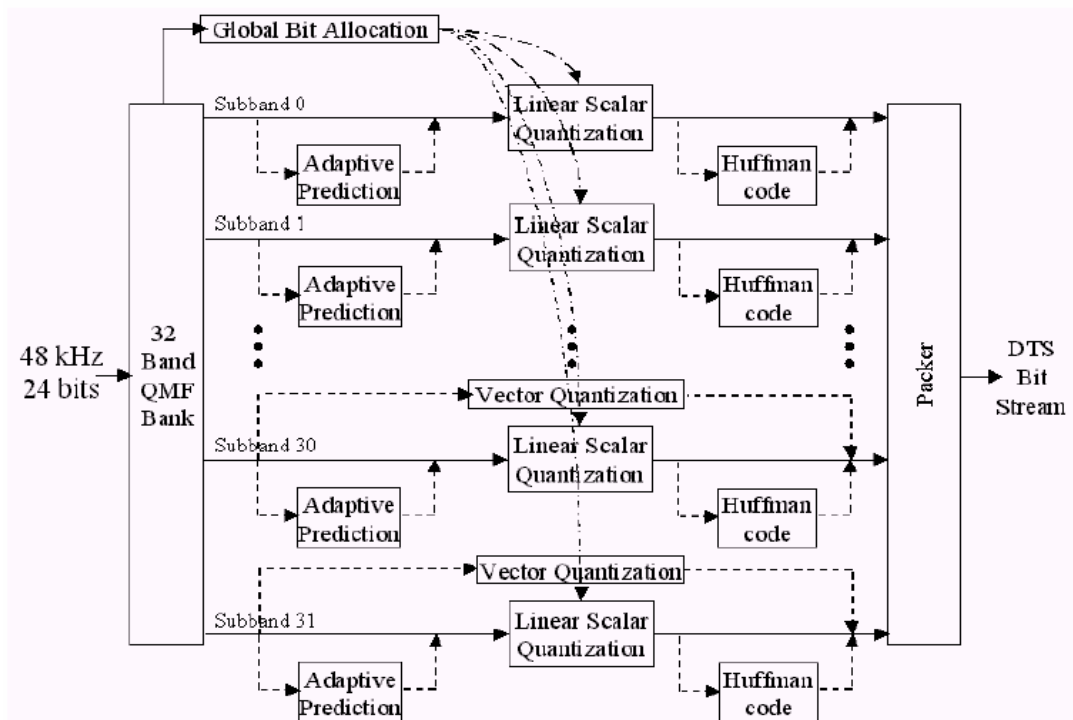 Global Bit Allocation
Subband 0
Linear Scalar
Quantization
Adaptive
Prediction
Huffman
code
Subband 1
Linear Scalar
Quantization
Adaptive
Prediction
Huffman
code
48 kHz
24 bits
32
Band
QMF
Bank
Packer
DTS
Bit
Stream
Vector Quantization
Subband 30
Linear Scalar
Quantization
Adaptive
Prediction
Huffman
code
Vector Quantization
Subband 31
Linear Scalar
Quantization
Adaptive
Prediction
Huffman
code